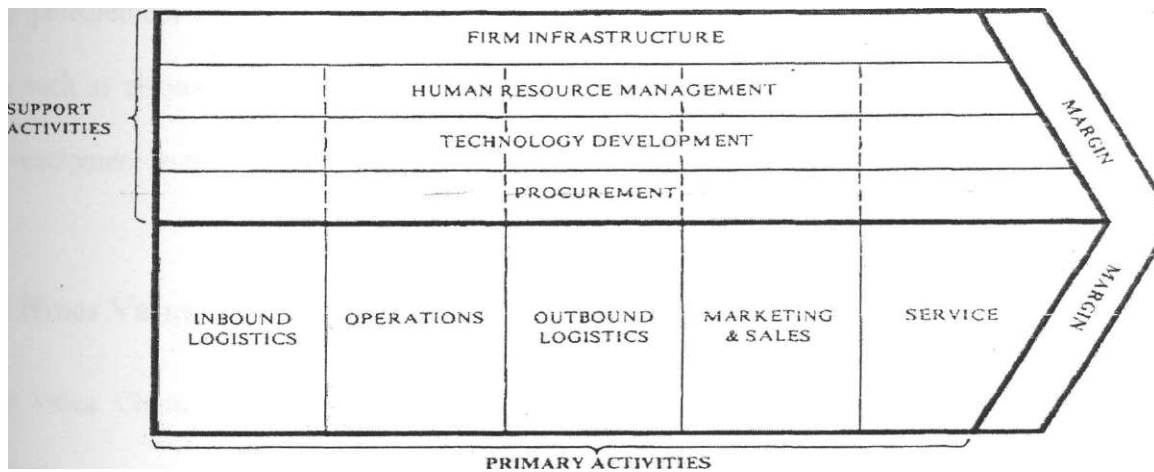 FIRM INFRASTRUCTURE
HUMAN RESOURCE MANAGEMENT
SUPPORT
ACTIVITIES
TECHNOLOGY DEVELOPMENT
PROCUREMENT
MARGIN
INBOUND
LOGISTICS
OPERATIONS
OUTBOUND
LOGISTICS
MARKETING
& SALES
SERVICE
MARGIN
PRIMARY ACTIVITIES